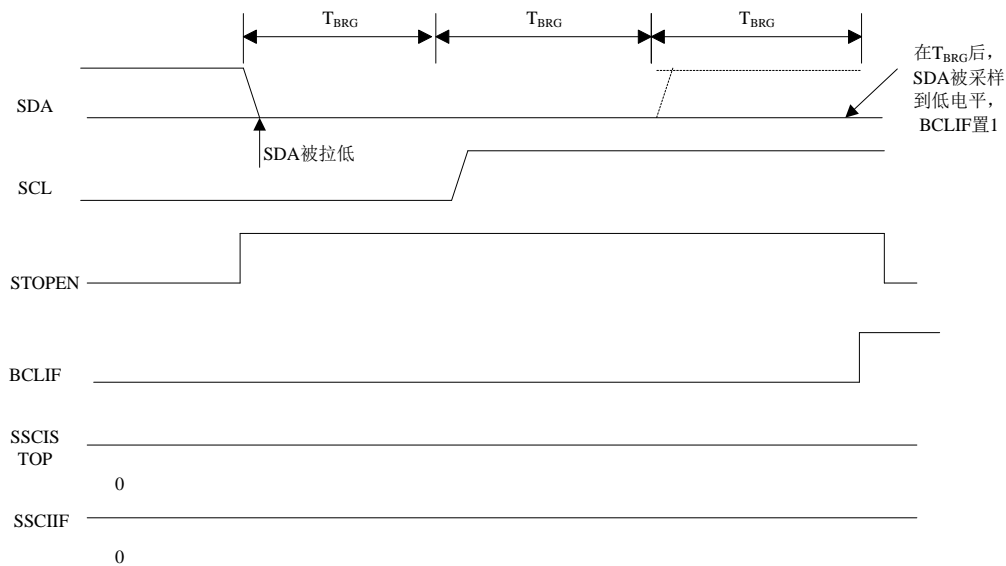 TBRG TBRG TBRG
在TBRG后，
SDA被采样
到低电平，
BCLIF置1
SDA
SDA被拉低
SCL
STOPEN
BCLIF
SSCIS
TOP
0
SSCIIF
0